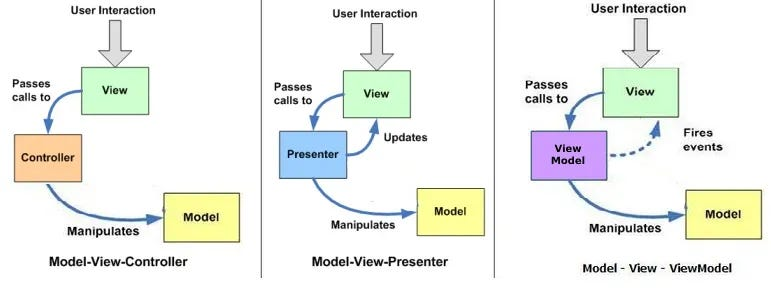 User Interaction
Passes
calls to
View
Controller
Manipulates
Model
Model-View-Controller
User Interaction
Passes
calls to
View
Updates
Presenter
Manipulates
Model
Model-View-Presenter
User Interaction
Passes
calls to
View
Fires
events
View
Model
Manipulates
Model
Model - View - ViewModel